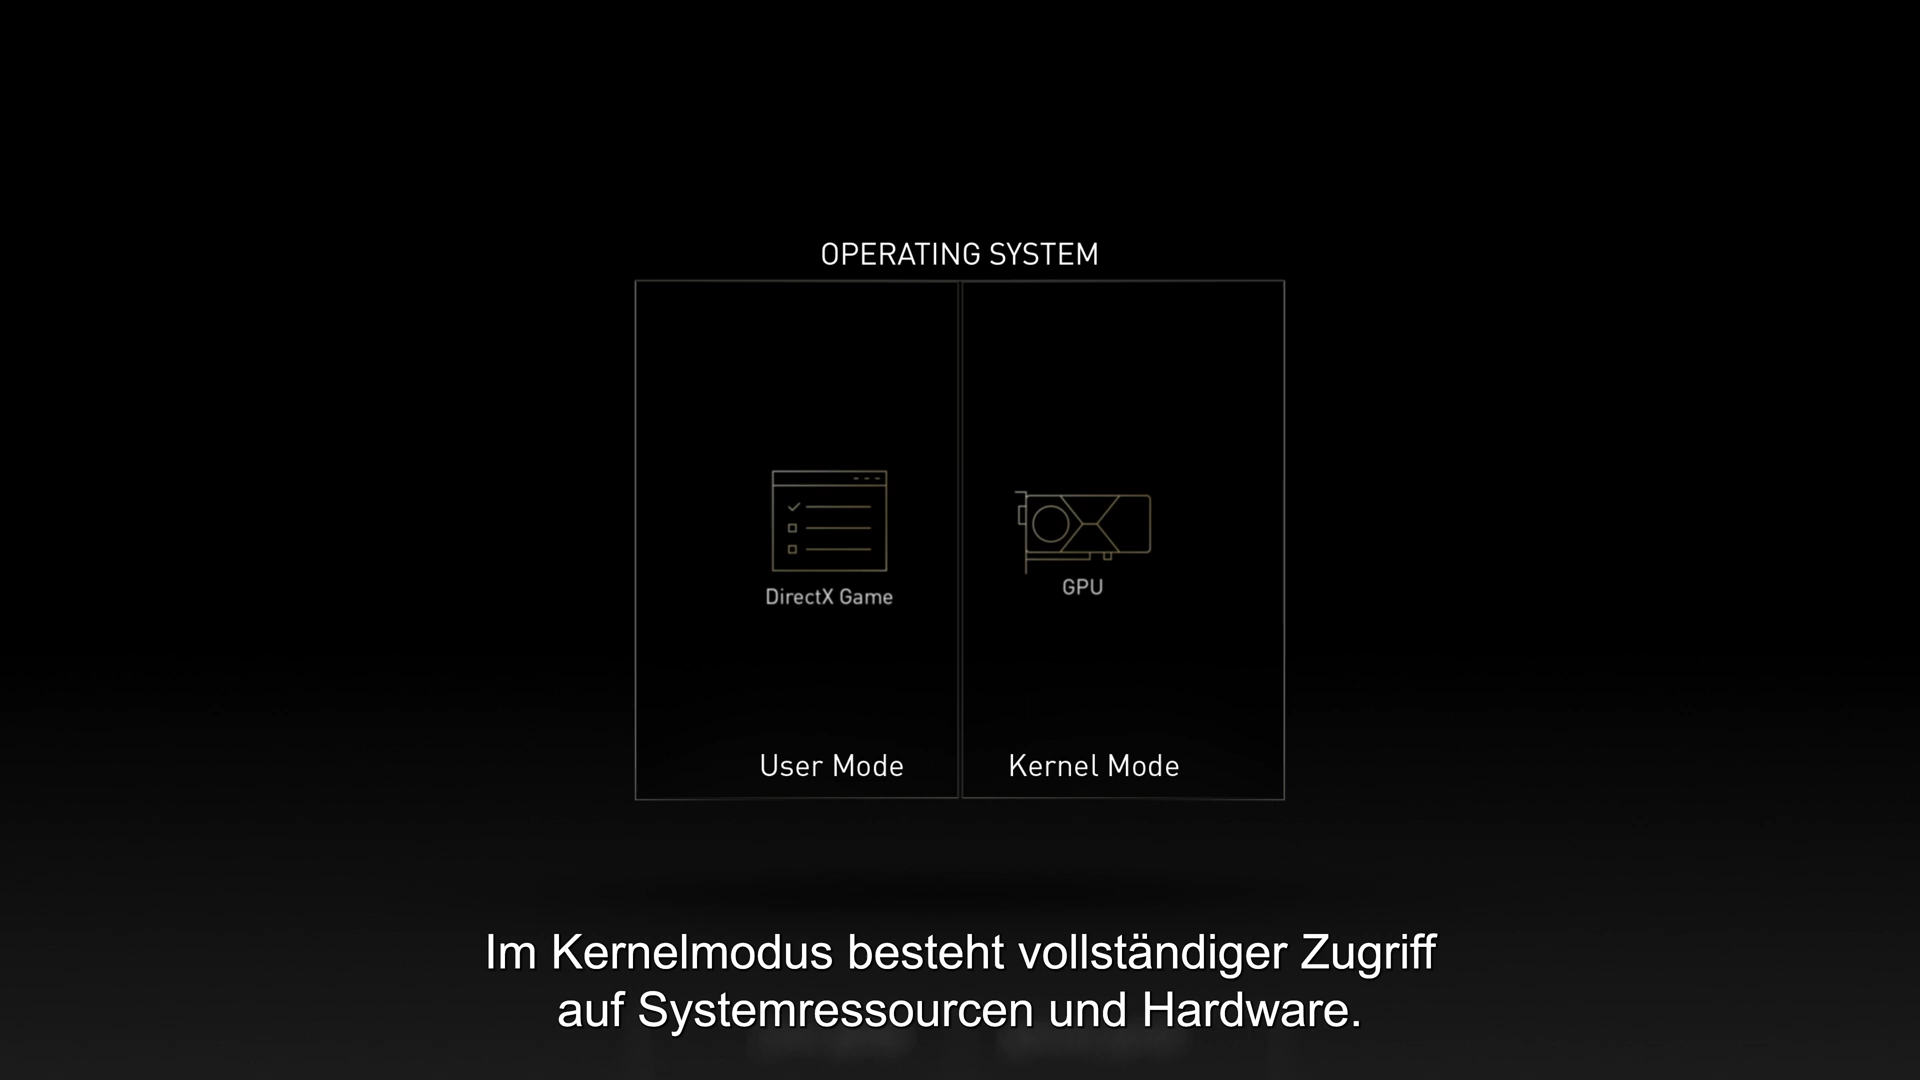 OPERATING SYSTEM
DirectX Game
GPU
User Mode
Kernel Mode
Im Kernelmodus besteht vollständiger Zugriff
auf Systemressourcen und Hardware.